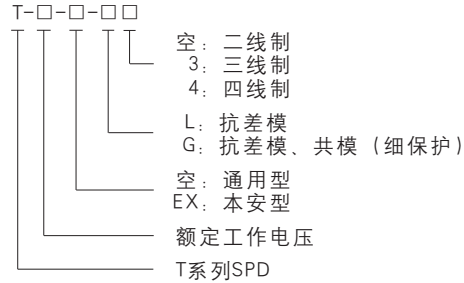 T-□-□-□□
空：二线制
3：三线制
4：四线制
L：抗差模
G：抗差模、共模（细保护）
空：通用型
EX：本安型
额定工作电压
T系列SPD